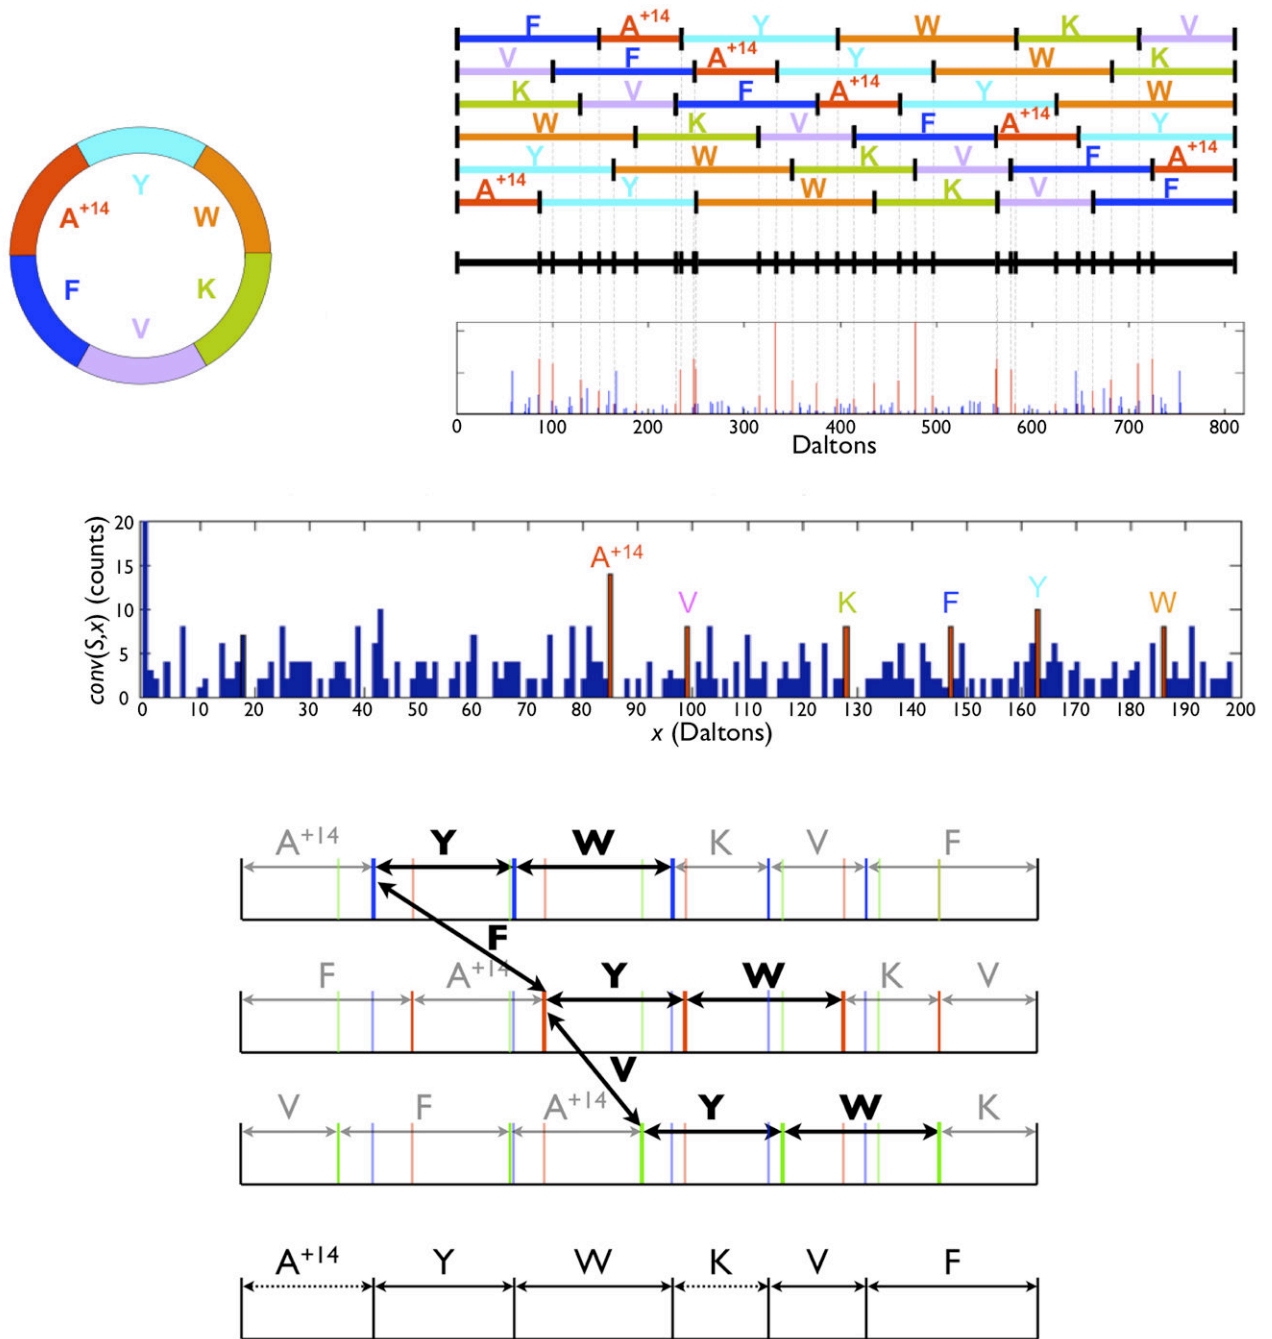 F A+14 Y W K V
V F A+14 Y W K
K V F A+14 Y W
W K V F A+14 Y
Y W K V F A+14
A+14 Y W K V F
Y
A+14 W
F K
V
0 100 200 300 400 500 600 700 800
Daltons
conv(S,x) (counts)
20
15
10
5
0
A+14
V K F Y W
0 10 20 30 40 50 60 70 80 90 100 110 120 130 140 150 160 170 180 190 200
x (Daltons)
A+14 Y W K V F
F
F A+14 Y W K V
V
V F A+14 Y W K
A+14 Y W K V F